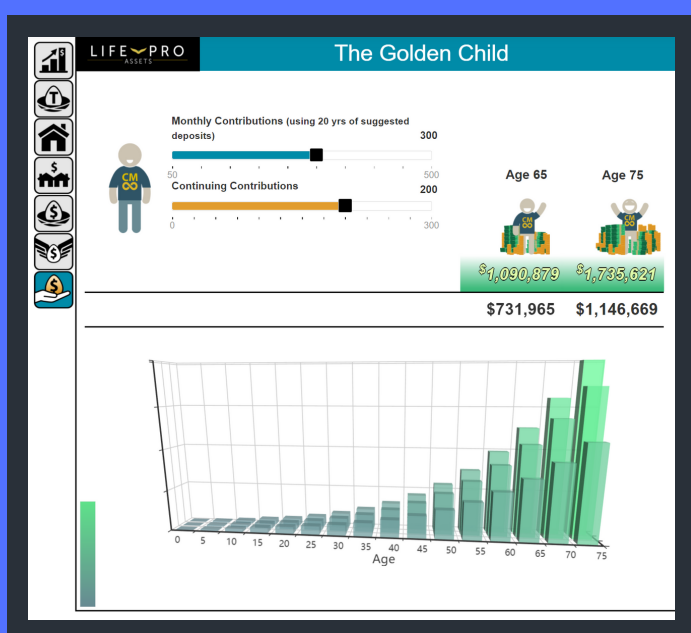 LIFE PRO
ASSETS
The Golden Child
$
T
$
$
$
$
Monthly Contributions (using 20 yrs of suggested
deposits)
300
50
500
Continuing Contributions
200
0
300
CM
Age 65
Age 75
CM
CM
$1,090,879
$1,735,621
$731,965
$1,146,669
0 5 10 15 20 25 30 35 40 45 50 55 60 65 70 75
Age